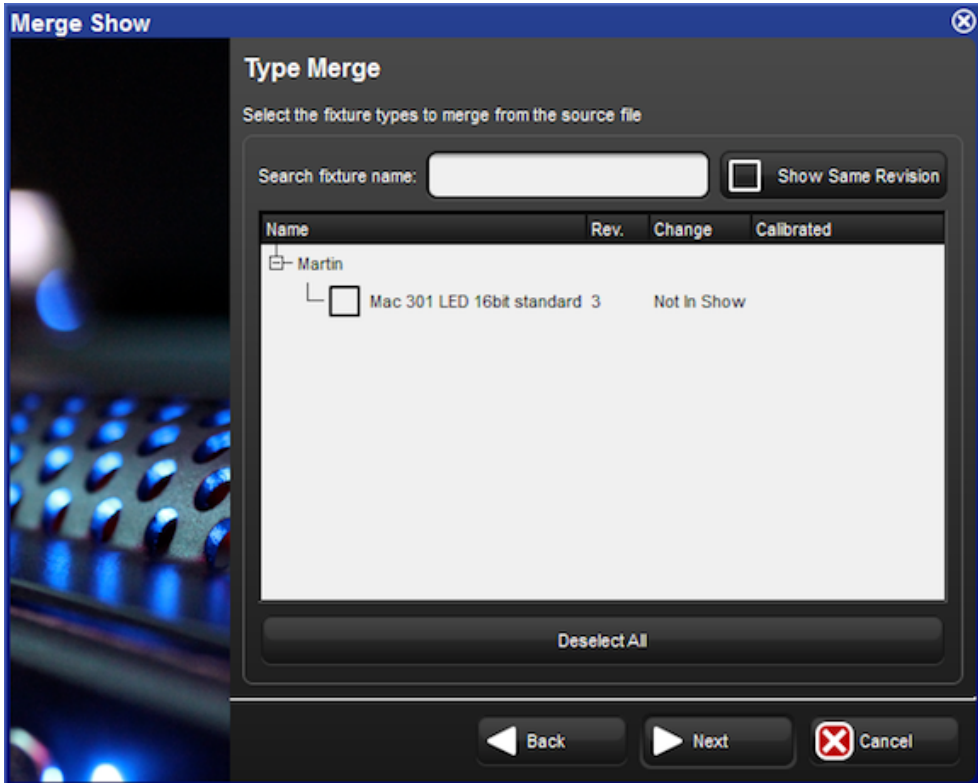 Merge Show
Type Merge
Select the fixture types to merge from the source file
Search fixture name: Show Same Revision
Name Rev. Change Calibrated
Martin
Mac 301 LED 16bit standard 3 Not In Show
Deselect All
Back Next Cancel